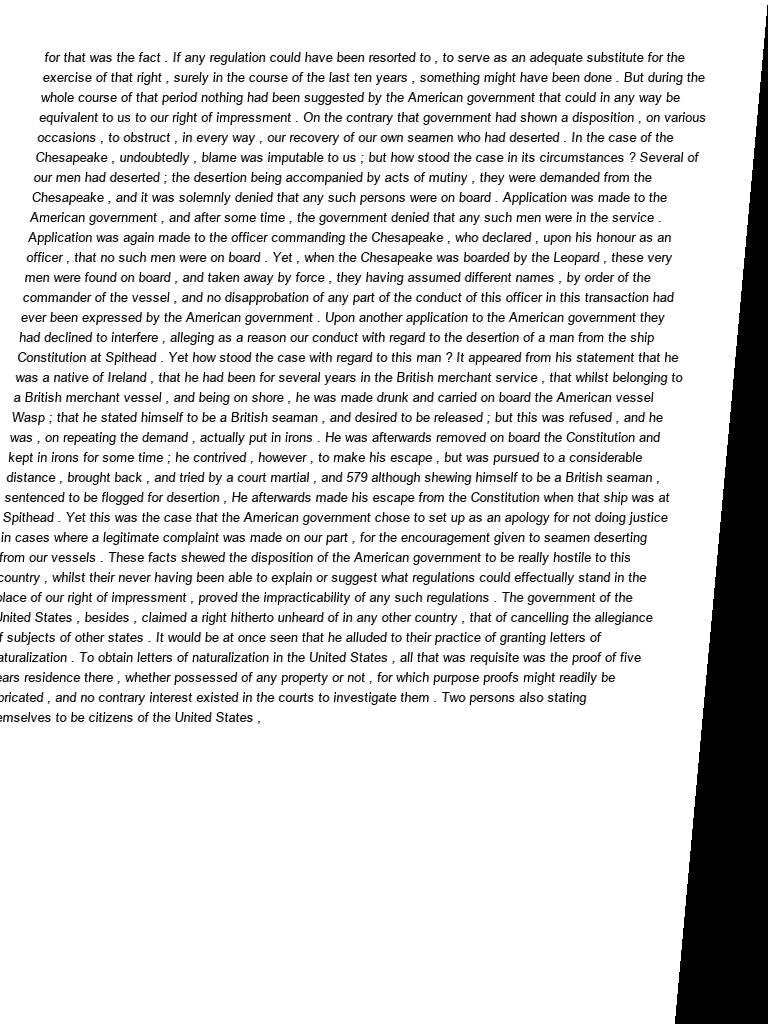 for that was the fact . If any regulation could have been resorted to , to serve as an adequate substitute for the
exercise of that right , surely in the course of the last ten years , something might have been done . But during the
whole course of that period nothing had been suggested by the American government that could in any way be
equivalent to us to our right of impressment . On the contrary that government had shown a disposition , on various
occasions , to obstruct , in every way , our recovery of our own seamen who had deserted . In the case of the
Chesapeake , undoubtedly , blame was imputable to us ; but how stood the case in its circumstances ? Several of
our men had deserted ; the desertion being accompanied by acts of mutiny , they were demanded from the
Chesapeake , and it was solemnly denied that any such persons were on board . Application was made to the
American government , and after some time , the government denied that any such men were in the service .
Application was again made to the officer commanding the Chesapeake , who declared , upon his honour as an
officer , that no such men were on board . Yet , when the Chesapeake was boarded by the Leopard , these very
men were found on board , and taken away by force , they having assumed different names , by order of the
commander of the vessel , and no disapprobation of any part of the conduct of this officer in this transaction had
ever been expressed by the American government . Upon another application to the American government they
had declined to interfere , alleging as a reason our conduct with regard to the desertion of a man from the ship
Constitution at Spithead . Yet how stood the case with regard to this man ? It appeared from his statement that he
was a native of Ireland , that he had been for several years in the British merchant service , that whilst belonging to
a British merchant vessel , and being on shore , he was made drunk and carried on board the American vessel
Wasp ; that he stated himself to be a British seaman , and desired to be released ; but this was refused , and he
was , on repeating the demand , actually put in irons . He was afterwards removed on board the Constitution and
kept in irons for some time ; he contrived , however , to make his escape , but was pursued to a considerable
distance , brought back , and tried by a court martial , and 579 although shewing himself to be a British seaman ,
sentenced to be flogged for desertion , He afterwards made his escape from the Constitution when that ship was at
Spithead . Yet this was the case that the American government chose to set up as an apology for not doing justice
in cases where a legitimate complaint was made on our part , for the encouragement given to seamen deserting
from our vessels . These facts shewed the disposition of the American government to be really hostile to this
country , whilst their never having been able to explain or suggest what regulations could effectually stand in the
place of our right of impressment , proved the impracticability of any such regulations . The government of the
United States , besides , claimed a right hitherto unheard of in any other country , that of cancelling the allegiance
f subjects of other states . It would be at once seen that he alluded to their practice of granting letters of
aturalization . To obtain letters of naturalization in the United States , all that was requisite was the proof of five
ears residence there , whether possessed of any property or not , for which purpose proofs might readily be
bricated , and no contrary interest existed in the courts to investigate them . Two persons also stating
emselves to be citizens of the United States ,